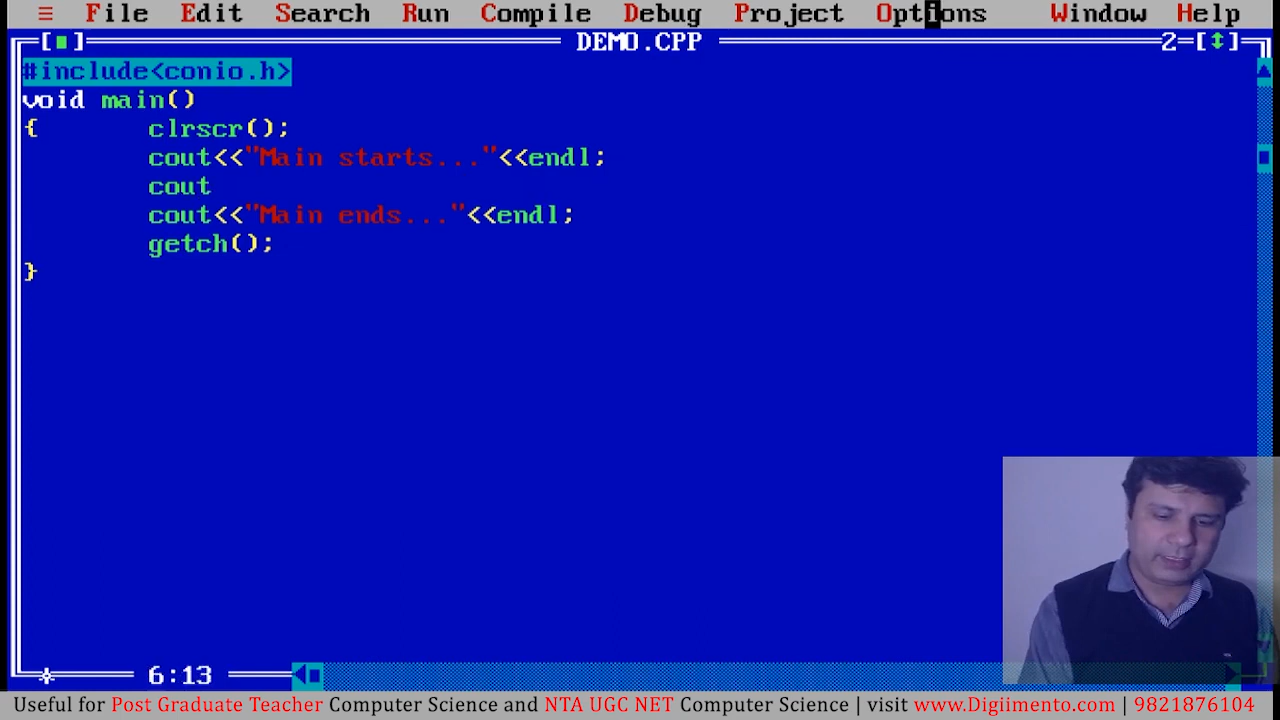 ≡ File Edit Search Run Compile Debug Project Options Window Help
[■] DEMO.CPP 2=[↕]
#include<conio.h>
void main()
{ clrscr();
cout<<"Main starts..."<<endl;
cout
cout<<"Main ends..."<<endl;
getch();
}
6:13
Useful for Post Graduate Teacher Computer Science and NTA UGC NET Computer Science | visit www.Digiimento.com | 9821876104